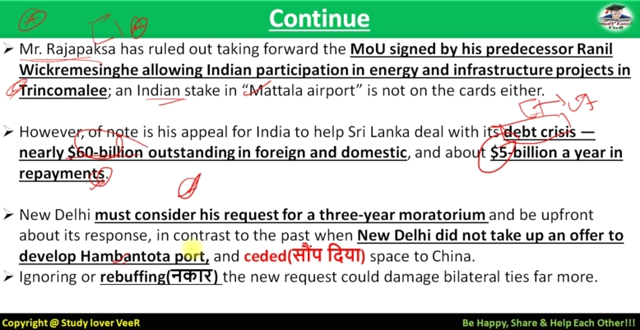 Continue
Study Lover VeeR
Mr. Rajapaksa has ruled out taking forward the MoU signed by his predecessor Ranil
Wickremesinghe allowing Indian participation in energy and infrastructure projects in
Trincomalee; an Indian stake in “Mattala airport” is not on the cards either.
However, of note is his appeal for India to help Sri Lanka deal with its debt crisis —
nearly $60-billion outstanding in foreign and domestic, and about $5-billion a year in
repayments.
New Delhi must consider his request for a three-year moratorium and be upfront
about its response, in contrast to the past when New Delhi did not take up an offer to
develop Hambantota port, and ceded(सौंप दिया) space to China.
Ignoring or rebuffing(नकार) the new request could damage bilateral ties far more.
Copyright @ Study lover VeeR
Be Happy, Share & Help Each Other!!!